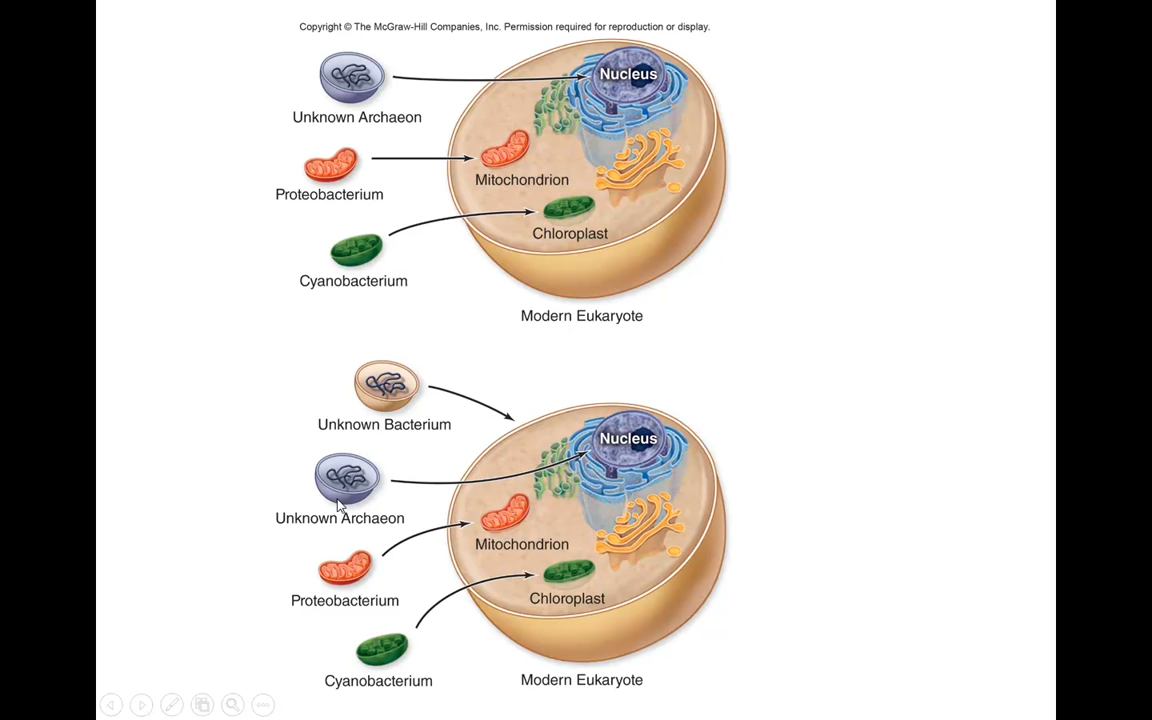 Copyright © The McGraw-Hill Companies, Inc. Permission required for reproduction or display.
Nucleus
Unknown Archaeon
Mitochondrion
Proteobacterium
Chloroplast
Cyanobacterium
Modern Eukaryote
Unknown Bacterium
Nucleus
Unknown Archaeon
Mitochondrion
Proteobacterium
Chloroplast
Cyanobacterium
Modern Eukaryote